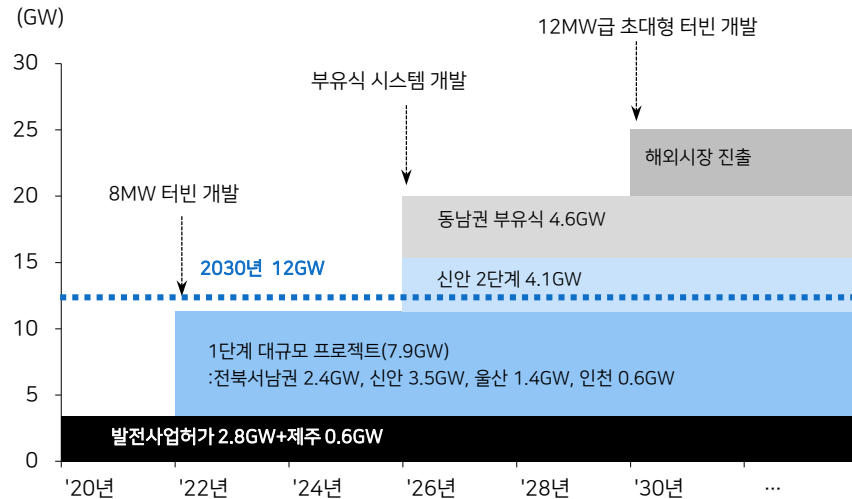 (GW)
12MW급 초대형 터빈 개발
30
부유식 시스템 개발
25
해외시장 진출
8MW 터빈 개발
20
동남권 부유식 4.6GW
15
2030년 12GW
신안 2단계 4.1GW
10
1단계 대규모 프로젝트(7.9GW)
:전북서남권 2.4GW, 신안 3.5GW, 울산 1.4GW, 인천 0.6GW
5
발전사업허가 2.8GW+제주 0.6GW
0
'20년 '22년 '24년 '26년 '28년 '30년 …